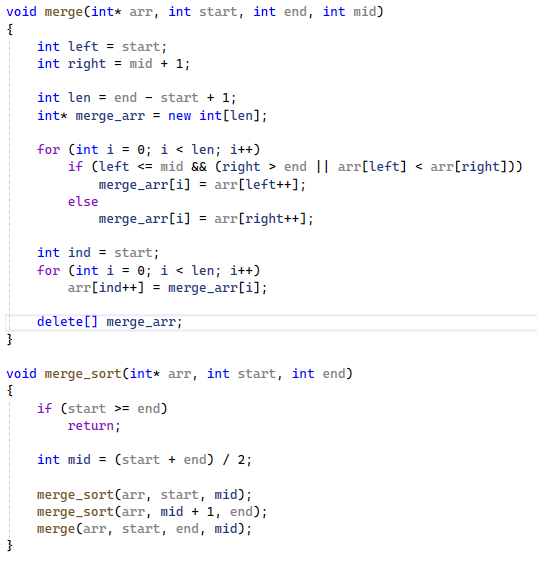 void merge(int* arr, int start, int end, int mid)
{
    int left = start;
    int right = mid + 1;

    int len = end - start + 1;
    int* merge_arr = new int[len];

    for (int i = 0; i < len; i++)
        if (left <= mid && (right > end || arr[left] < arr[right]))
            merge_arr[i] = arr[left++];
        else
            merge_arr[i] = arr[right++];

    int ind = start;
    for (int i = 0; i < len; i++)
        arr[ind++] = merge_arr[i];

    delete[] merge_arr;
}

void merge_sort(int* arr, int start, int end)
{
    if (start >= end)
        return;

    int mid = (start + end) / 2;

    merge_sort(arr, start, mid);
    merge_sort(arr, mid + 1, end);
    merge(arr, start, end, mid);
}